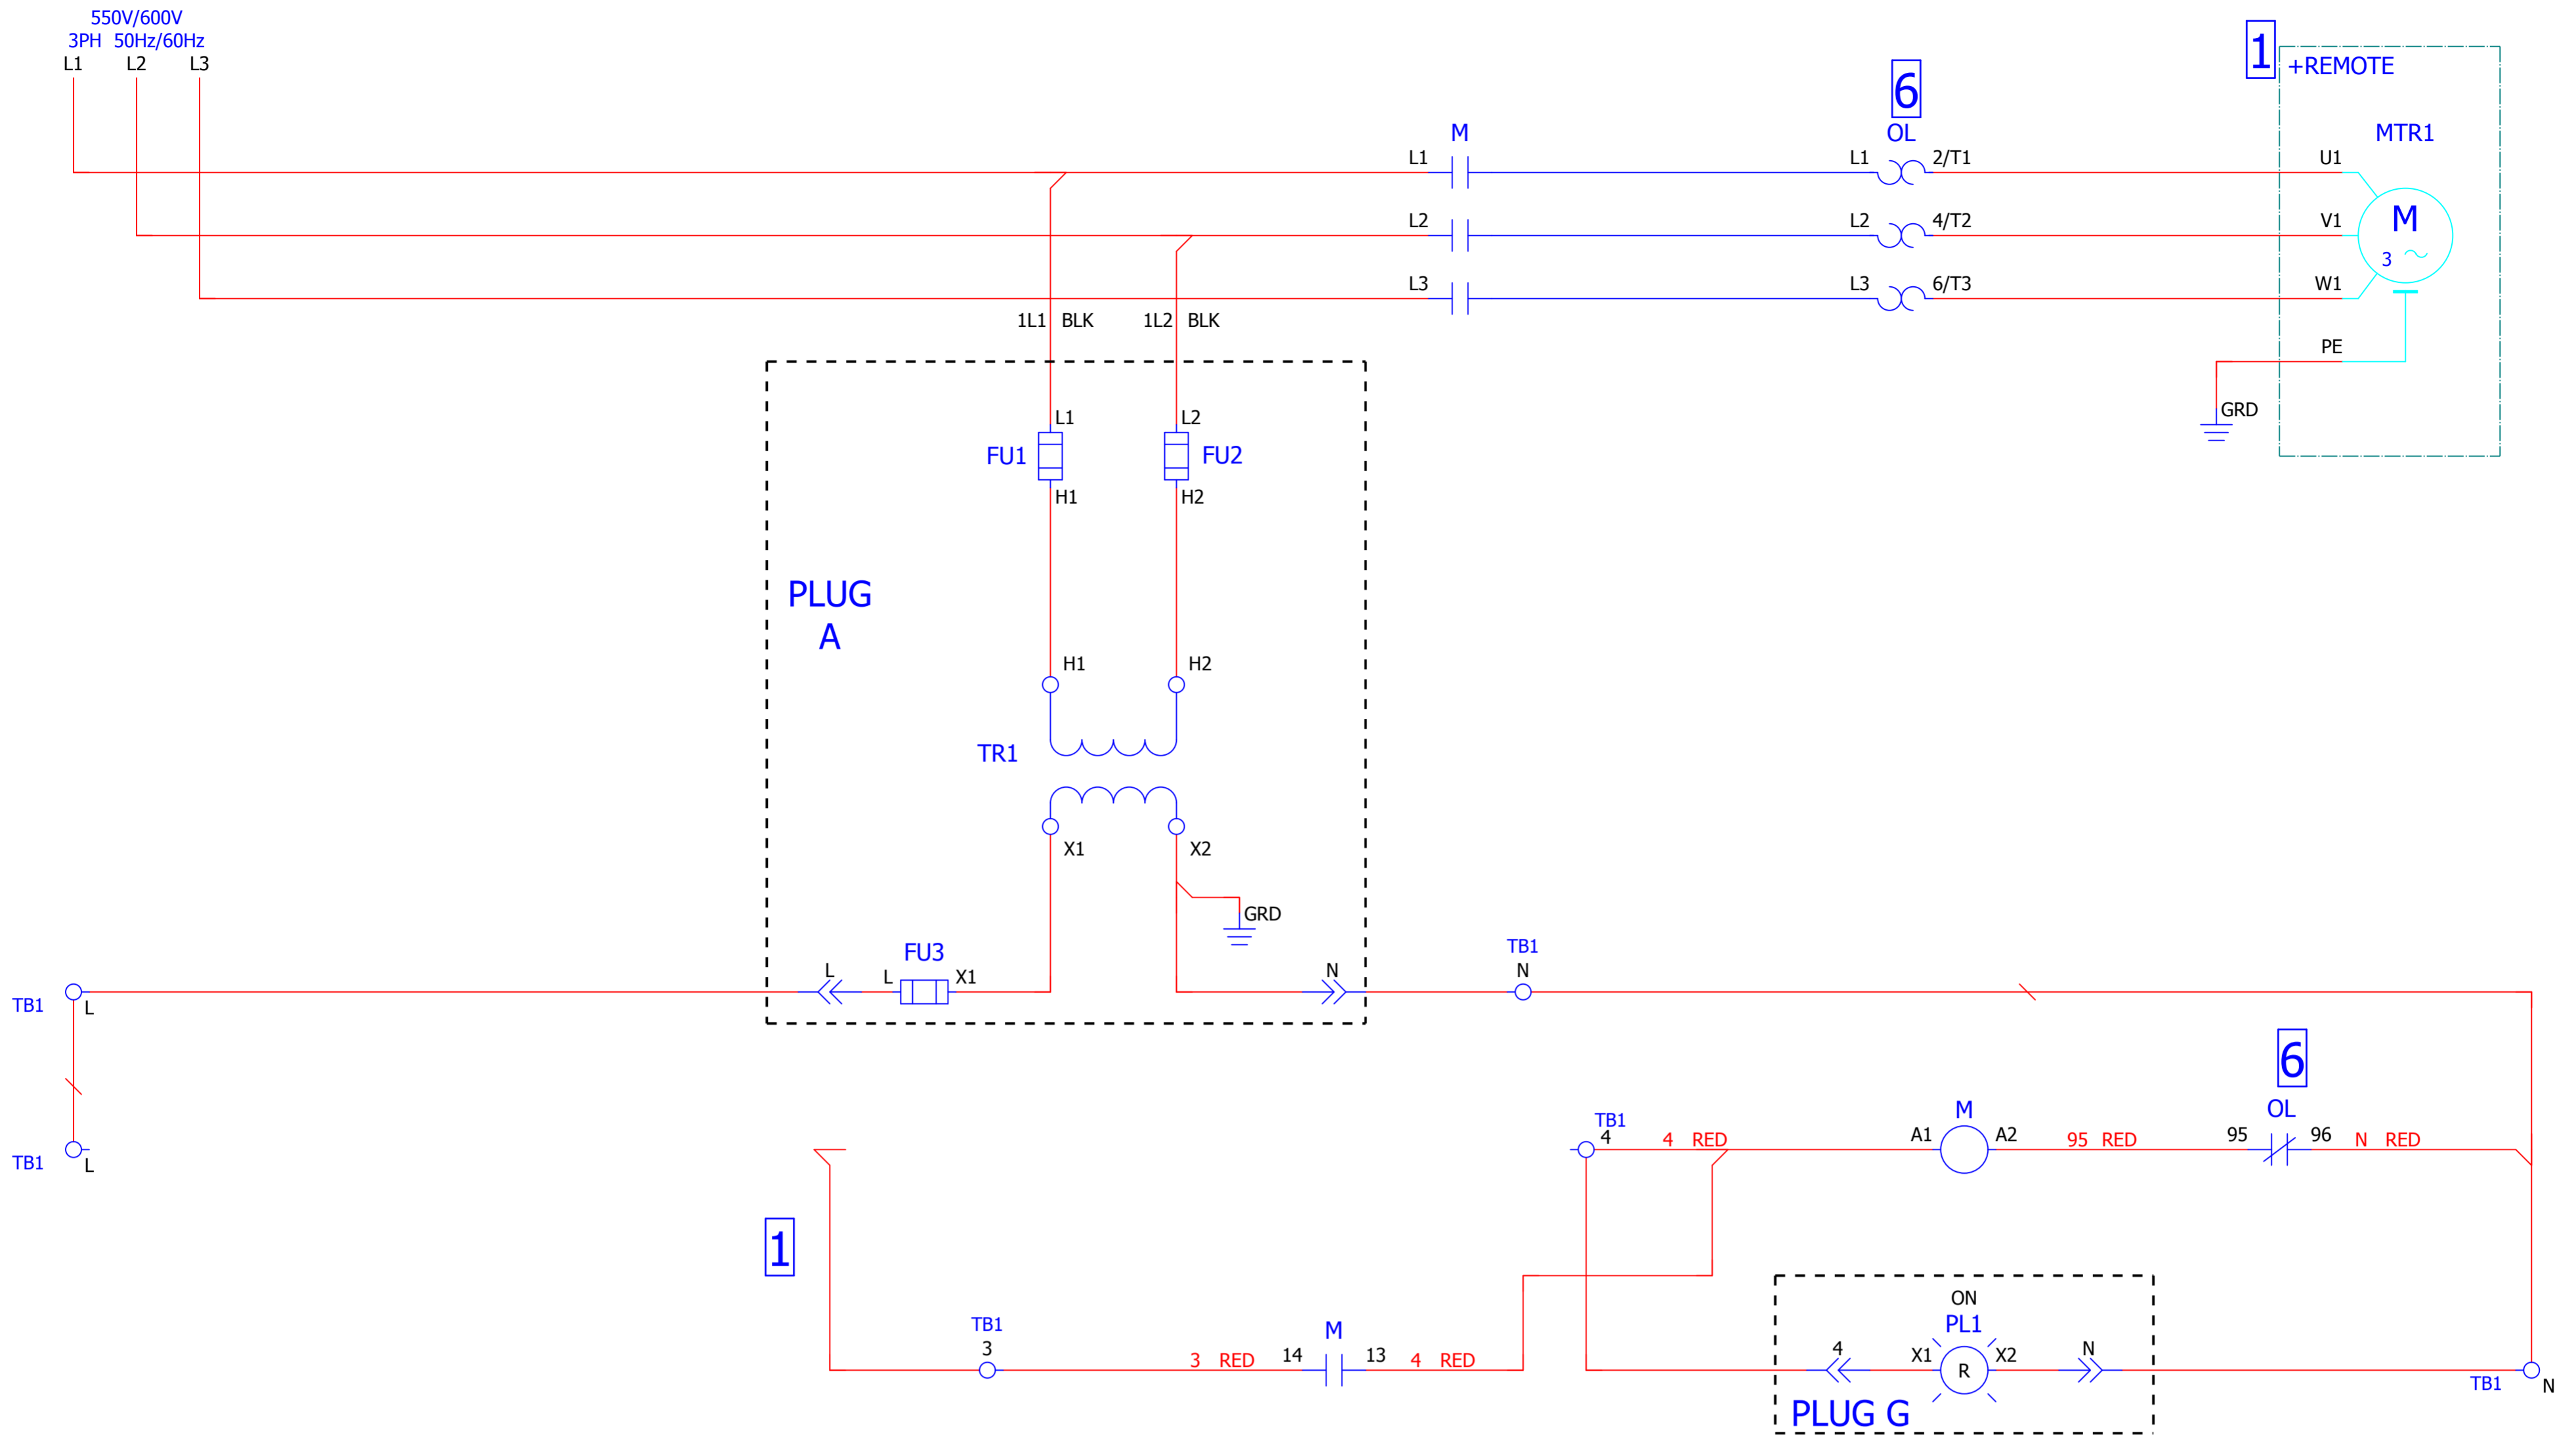 550V/600V
3PH 50Hz/60Hz
L1 L2 L3
1
+REMOTE
6
OL
M
MTR1
L1 L1 2/T1 U1
M
L2 L2 4/T2 V1
3
L3 L3 6/T3 W1
1L1 BLK 1L2 BLK
PE
GRD
L1 L2
FU1 FU2
H1 H2
PLUG
A
H1 H2
TR1
X1 X2
GRD
FU3
L L X1 N
TB1
N
TB1 L
6
OL
TB1
4 4 RED
M
A1 A2 95 RED 95 96 N RED
TB1 L
1
ON
PL1
TB1
3
3 RED
M
14 13 4 RED
4 X1 R X2 N
TB1 N
PLUG G